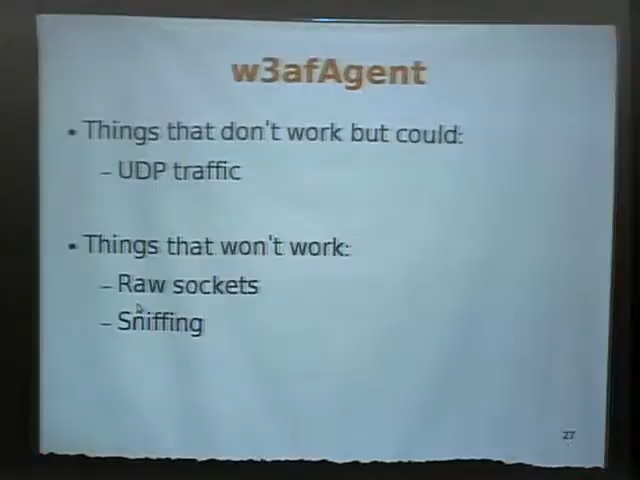 w3afAgent
• Things that don't work but could:
– UDP traffic
• Things that won't work:
– Raw sockets
– Sniffing
27